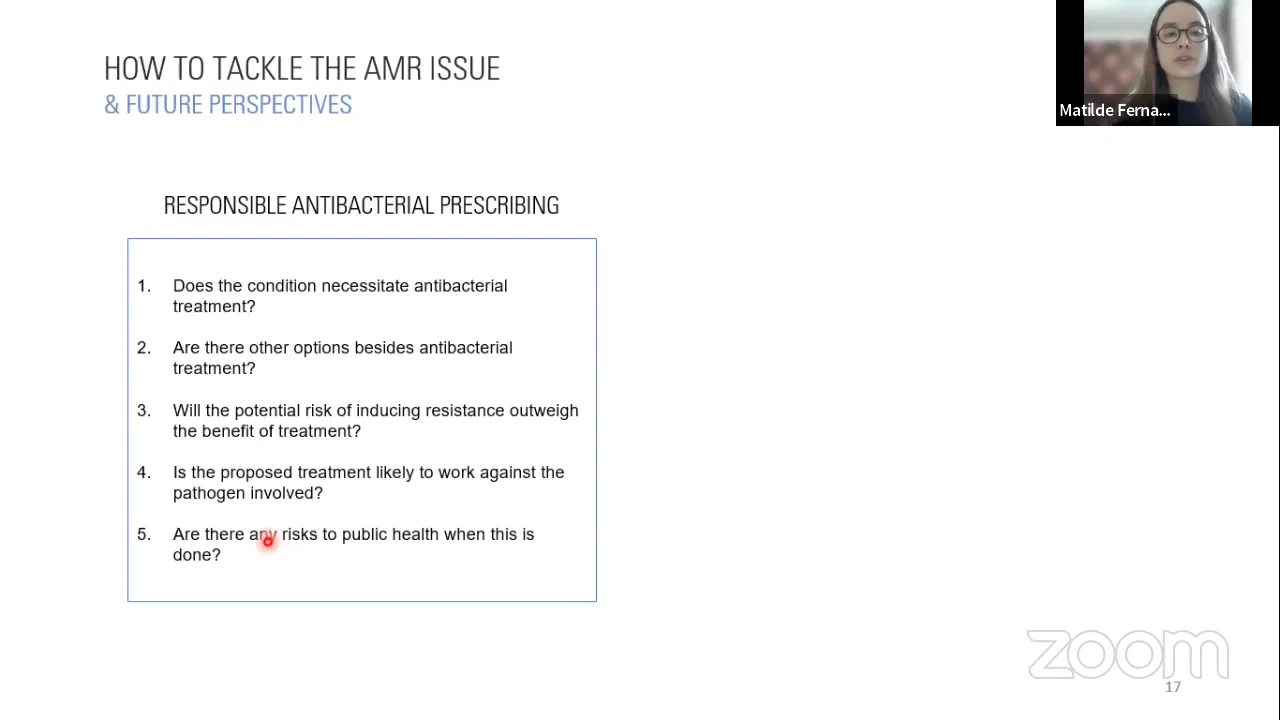 HOW TO TACKLE THE AMR ISSUE
& FUTURE PERSPECTIVES
Matilde Ferna...
RESPONSIBLE ANTIBACTERIAL PRESCRIBING
1. Does the condition necessitate antibacterial
treatment?
2. Are there other options besides antibacterial
treatment?
3. Will the potential risk of inducing resistance outweigh
the benefit of treatment?
4. Is the proposed treatment likely to work against the
pathogen involved?
5. Are there any risks to public health when this is
done?
zoom
17